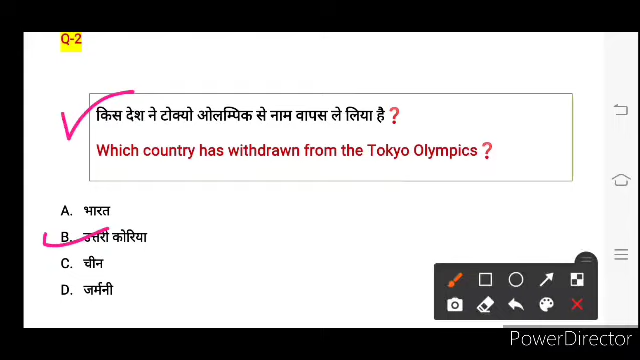 Q-2
किस देश ने टोक्यो ओलम्पिक से नाम वापस ले लिया है❓
Which country has withdrawn from the Tokyo Olympics❓
A. भारत
B. उत्तरी कोरिया
C. चीन
D. जर्मनी
PowerDirector